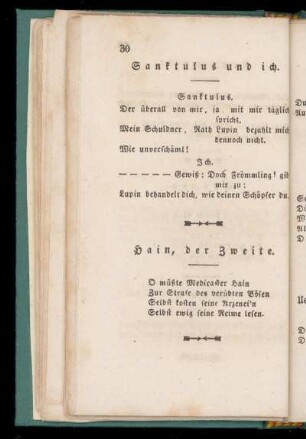 30
Sanktulus und ich.
Sanktulus.
Der überall von mir, ja mit mir täglich
spricht,
Mein Schuldner, Rath Lupin bezahlt mich
dennoch nicht.
Wie unverschämt!
Ich.
— — — — — Gewiß; Doch Frömmling! gib
mir zu:
Lupin behandelt dich, wie deinen Schöpfer du.
Hain, der Zweite.
O müßte Medicaster Hain
Zur Strafe des verübten Bösen
Selbst kosten seine Arzenei'n
Selbst ewig seine Reime lesen.